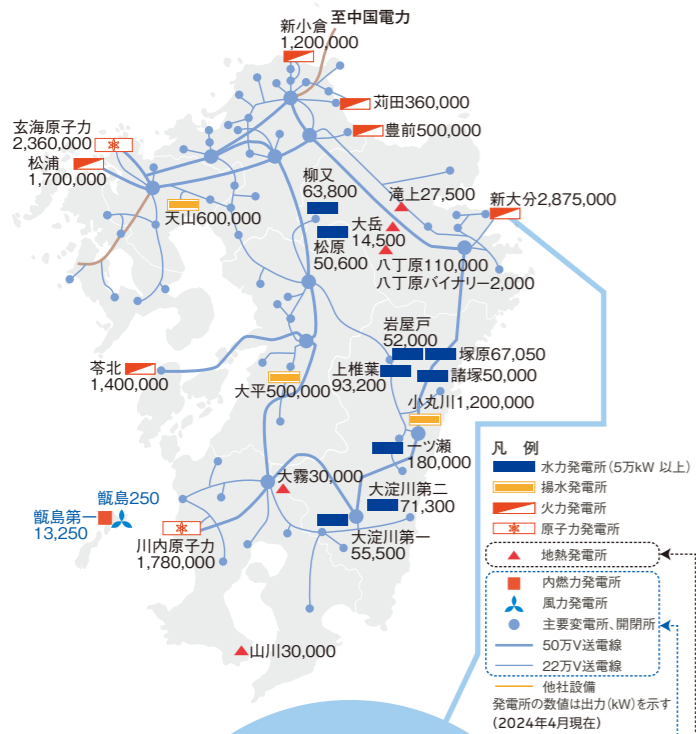 至中国電力
新小倉
1,200,000
苅田360,000
豊前500,000
玄海原子力
2,360,000
松浦
1,700,000
天山600,000
柳又
63,800
松原
50,600
滝上27,500
大岳
14,500
八丁原110,000
八丁原バイナリー2,000
新大分2,875,000
岩屋戸
52,000
塚原67,050
上椎葉
93,200
諸塚50,000
苓北
1,400,000
大平500,000
小丸川1,200,000
一ツ瀬
180,000
大霧30,000
大淀川第二
71,300
大淀川第一
55,500
甑島250
甑島第一
13,250
川内原子力
1,780,000
山川30,000
凡 例
水力発電所(5万kW 以上)
揚水発電所
火力発電所
原子力発電所
地熱発電所
内燃力発電所
風力発電所
主要変電所、開閉所
50万V送電線
22万V送電線
他社設備
発電所の数値は出力(kW)を示す
(2024年4月現在)